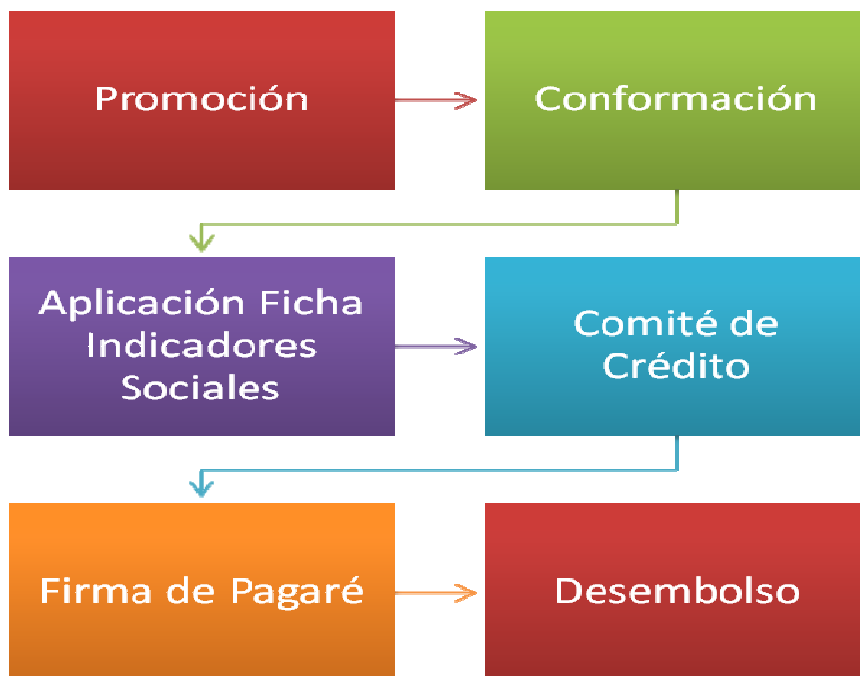 Promoción
Conformación
Aplicación Ficha
Indicadores
Sociales
Comité de
Crédito
Firma de Pagaré
Desembolso